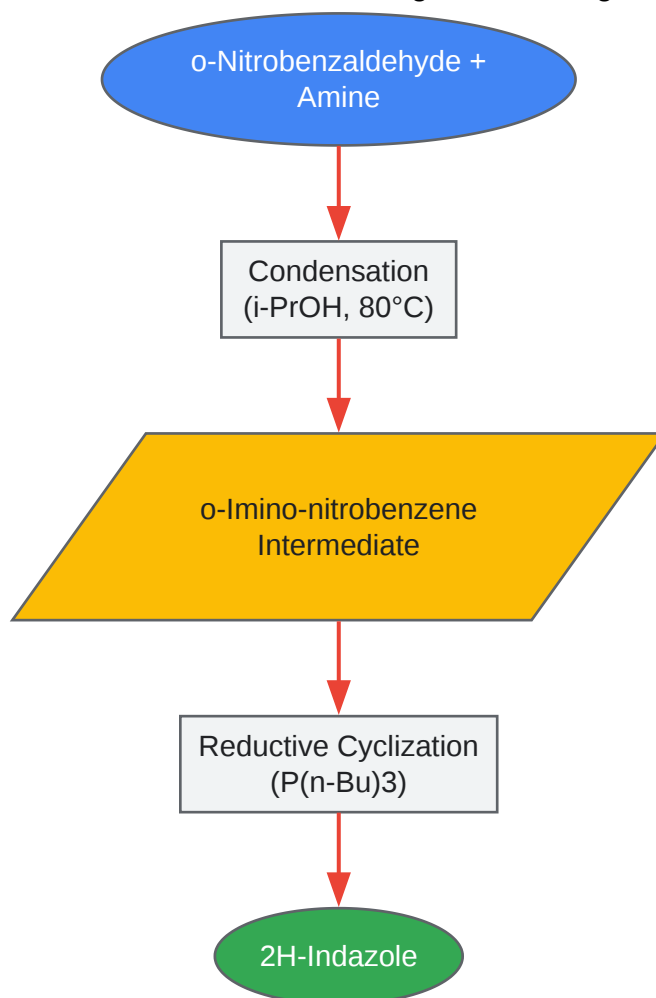 o-Nitrobenzaldehyde +
Amine
Condensation
(i-PrOH, 80°C)
o-Imino-nitrobenzene
Intermediate
Reductive Cyclization
(P(n-Bu)3)
2H-Indazole